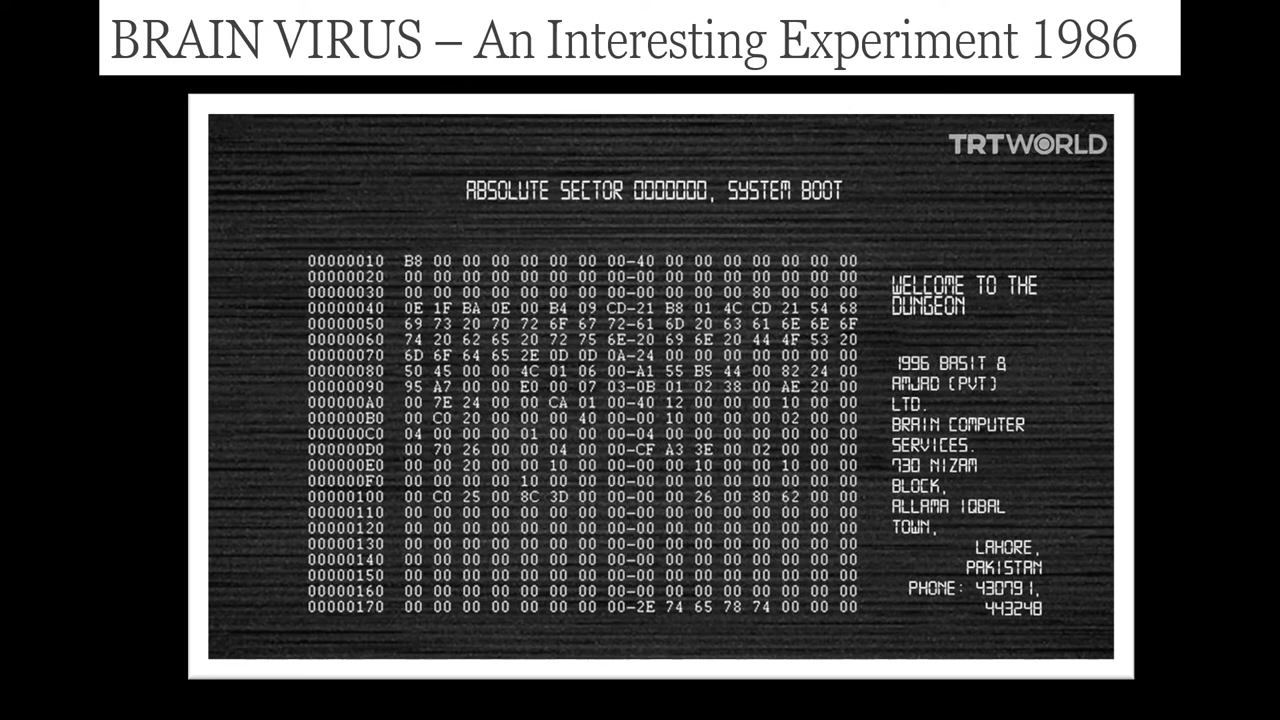 BRAIN VIRUS – An Interesting Experiment 1986
TRTWORLD
ABSOLUTE SECTOR 0000000, SYSTEM BOOT
00000010 B8 00 00 00 00 00 00 00-40 00 00 00 00 00 00 00
00000020 00 00 00 00 00 00 00 00-00 00 00 00 00 00 00 00
00000030 00 00 00 00 00 00 00 00-00 00 00 00 80 00 00 00
00000040 0E 1F BA 0E 00 B4 09 CD-21 B8 01 4C CD 21 54 68
00000050 69 73 20 70 72 6F 67 72-61 6D 20 63 61 6E 6E 6F
00000060 74 20 62 65 20 72 75 6E-20 69 6E 20 44 4F 53 20
00000070 6D 6F 64 65 2E 0D 0D 0A-24 00 00 00 00 00 00 00
00000080 50 45 00 00 4C 01 06 00-A1 55 B5 44 00 82 24 00
00000090 95 A7 00 00 E0 00 07 03-0B 01 02 38 00 AE 20 00
000000A0 00 7E 24 00 00 CA 01 00-40 12 00 00 00 10 00 00
000000B0 00 C0 20 00 00 00 40 00-00 10 00 00 00 02 00 00
000000C0 04 00 00 00 01 00 00 00-04 00 00 00 00 00 00 00
000000D0 00 70 26 00 00 04 00 00-CF A3 3E 00 02 00 00 00
000000E0 00 00 20 00 00 10 00 00-00 00 10 00 00 10 00 00
000000F0 00 00 00 00 10 00 00 00-00 00 00 00 00 00 00 00
00000100 00 C0 25 00 8C 3D 00 00-00 00 26 00 80 62 00 00
00000110 00 00 00 00 00 00 00 00-00 00 00 00 00 00 00 00
00000120 00 00 00 00 00 00 00 00-00 00 00 00 00 00 00 00
00000130 00 00 00 00 00 00 00 00-00 00 00 00 00 00 00 00
00000140 00 00 00 00 00 00 00 00-00 00 00 00 00 00 00 00
00000150 00 00 00 00 00 00 00 00-00 00 00 00 00 00 00 00
00000160 00 00 00 00 00 00 00 00-00 00 00 00 00 00 00 00
00000170 00 00 00 00 00 00 00 00-2E 74 65 78 74 00 00 00
WELCOME TO THE
DUNGEON
1996 BASIT &
AMJAD (PVT)
LTD.
BRAIN COMPUTER
SERVICES.
730 NIZAM
BLOCK,
ALLAMA IQBAL
TOWN,
LAHORE,
PAKISTAN
PHONE: 430791,
443248